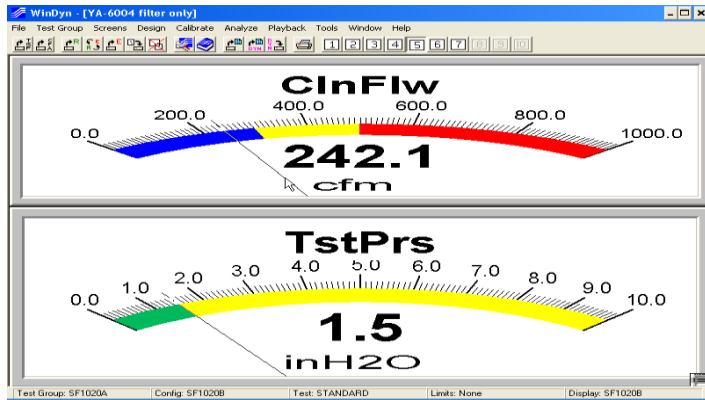 WinDyn - [YA-6004 filter only]
File Test Group Screens Design Calibrate Analyze Playback Tools Window Help
1 2 3 4 5 6 7 8 9 10
ClnFlw
0.0 200.0 400.0 600.0 800.0 1000.0
242.1
cfm
TstPrs
0.0 1.0 2.0 3.0 4.0 5.0 6.0 7.0 8.0 9.0 10.0
1.5
inH2O
Test Group: SF1020A Config: SF1020B Test: STANDARD Limits: None Display: SF1020B